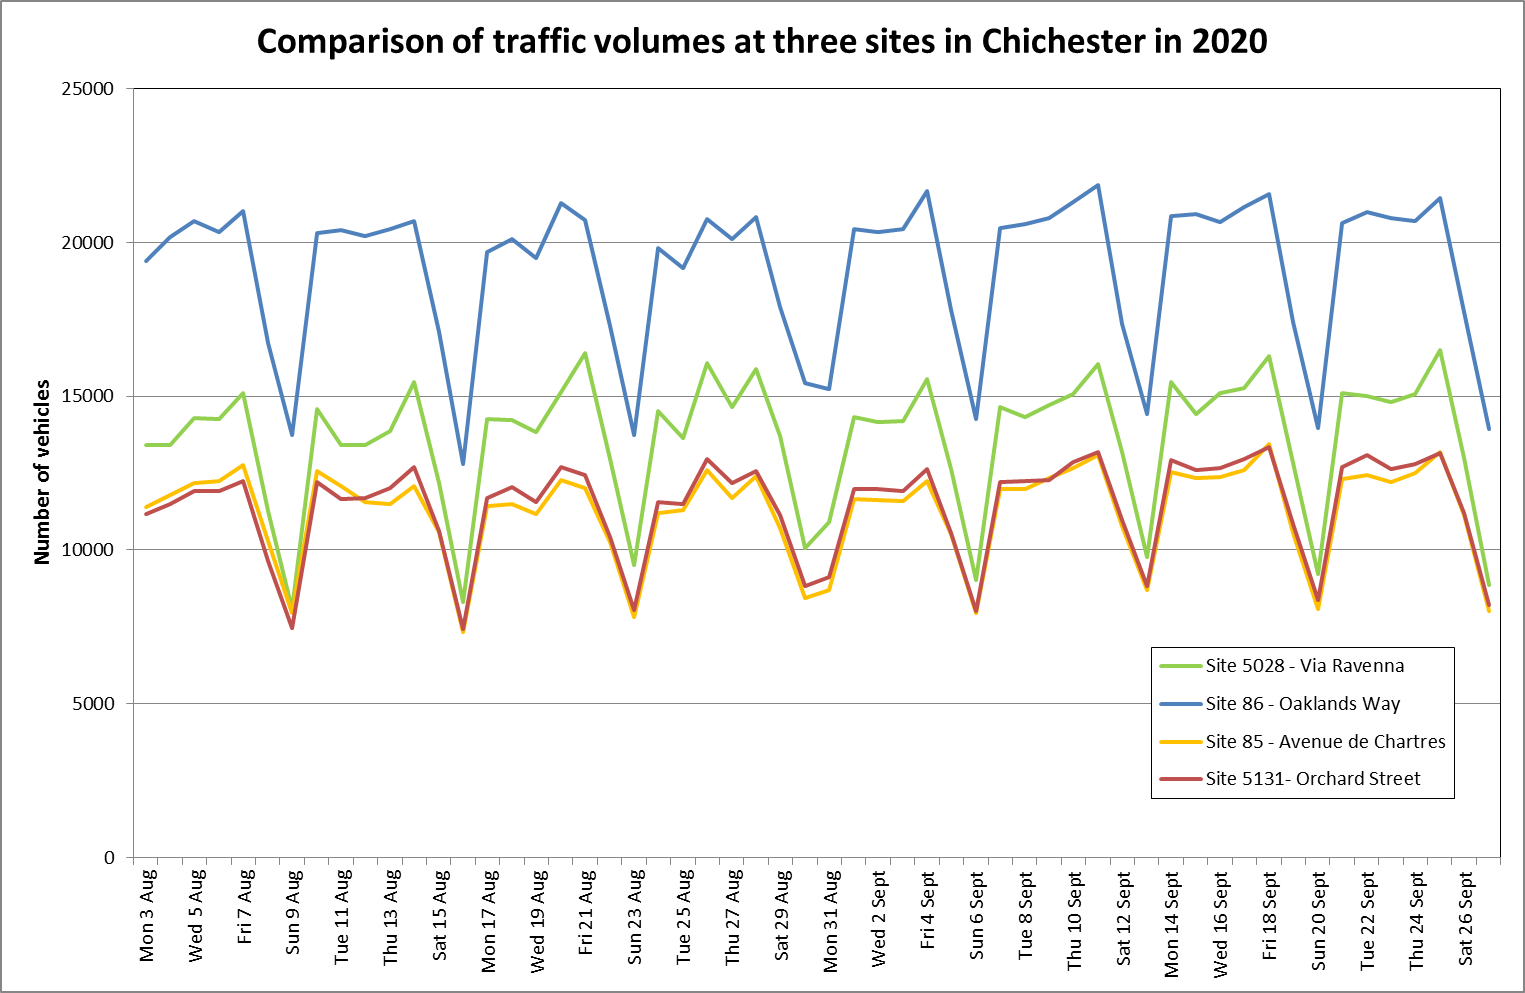 Comparison of traffic volumes at three sites in Chichester in 2020
Number of vehicles
25000
20000
15000
10000
5000
0
Site 5028 - Via Ravenna
Site 86 - Oaklands Way
Site 85 - Avenue de Chartres
Site 5131- Orchard Street
Mon 3 Aug
Wed 5 Aug
Fri 7 Aug
Sun 9 Aug
Tue 11 Aug
Thu 13 Aug
Sat 15 Aug
Mon 17 Aug
Wed 19 Aug
Fri 21 Aug
Sun 23 Aug
Tue 25 Aug
Thu 27 Aug
Sat 29 Aug
Mon 31 Aug
Wed 2 Sept
Fri 4 Sept
Sun 6 Sept
Tue 8 Sept
Thu 10 Sept
Sat 12 Sept
Mon 14 Sept
Wed 16 Sept
Fri 18 Sept
Sun 20 Sept
Tue 22 Sept
Thu 24 Sept
Sat 26 Sept